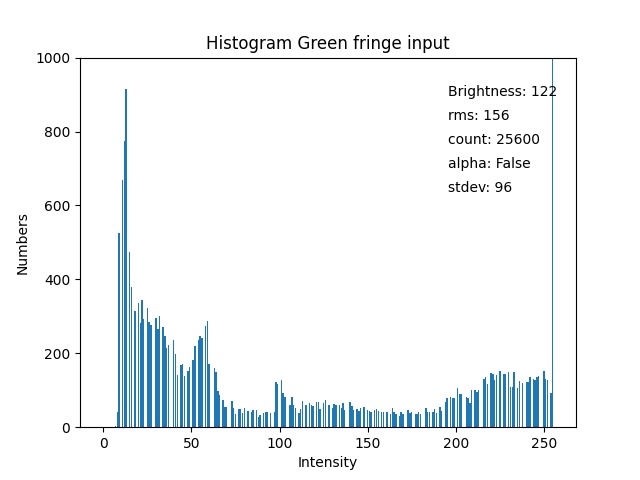 Histogram Green fringe input
1000
800
600
400
200
0
Numbers
Brightness: 122
rms: 156
count: 25600
alpha: False
stdev: 96
0 50 100 150 200 250
Intensity